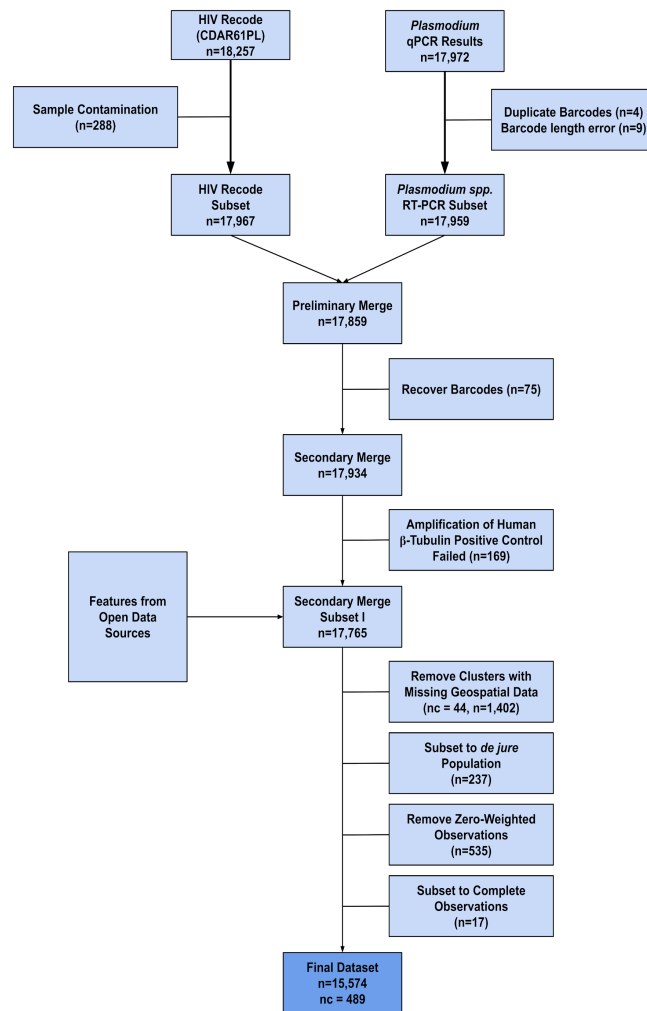 HIV Recode
(CDAR61PL)
n=18,257
Plasmodium
qPCR Results
n=17,972
Sample Contamination
(n=288)
Duplicate Barcodes (n=4)
Barcode length error (n=9)
HIV Recode
Subset
n=17,967
Plasmodium spp.
RT-PCR Subset
n=17,959
Preliminary Merge
n=17,859
Recover Barcodes (n=75)
Secondary Merge
n=17,934
Amplification of Human
β-Tubulin Positive Control
Failed (n=169)
Features from
Open Data
Sources
Secondary Merge
Subset I
n=17,765
Remove Clusters with
Missing Geospatial Data
(nc = 44, n=1,402)
Subset to de jure
Population
(n=237)
Remove Zero-Weighted
Observations
(n=535)
Subset to Complete
Observations
(n=17)
Final Dataset
n=15,574
nc = 489